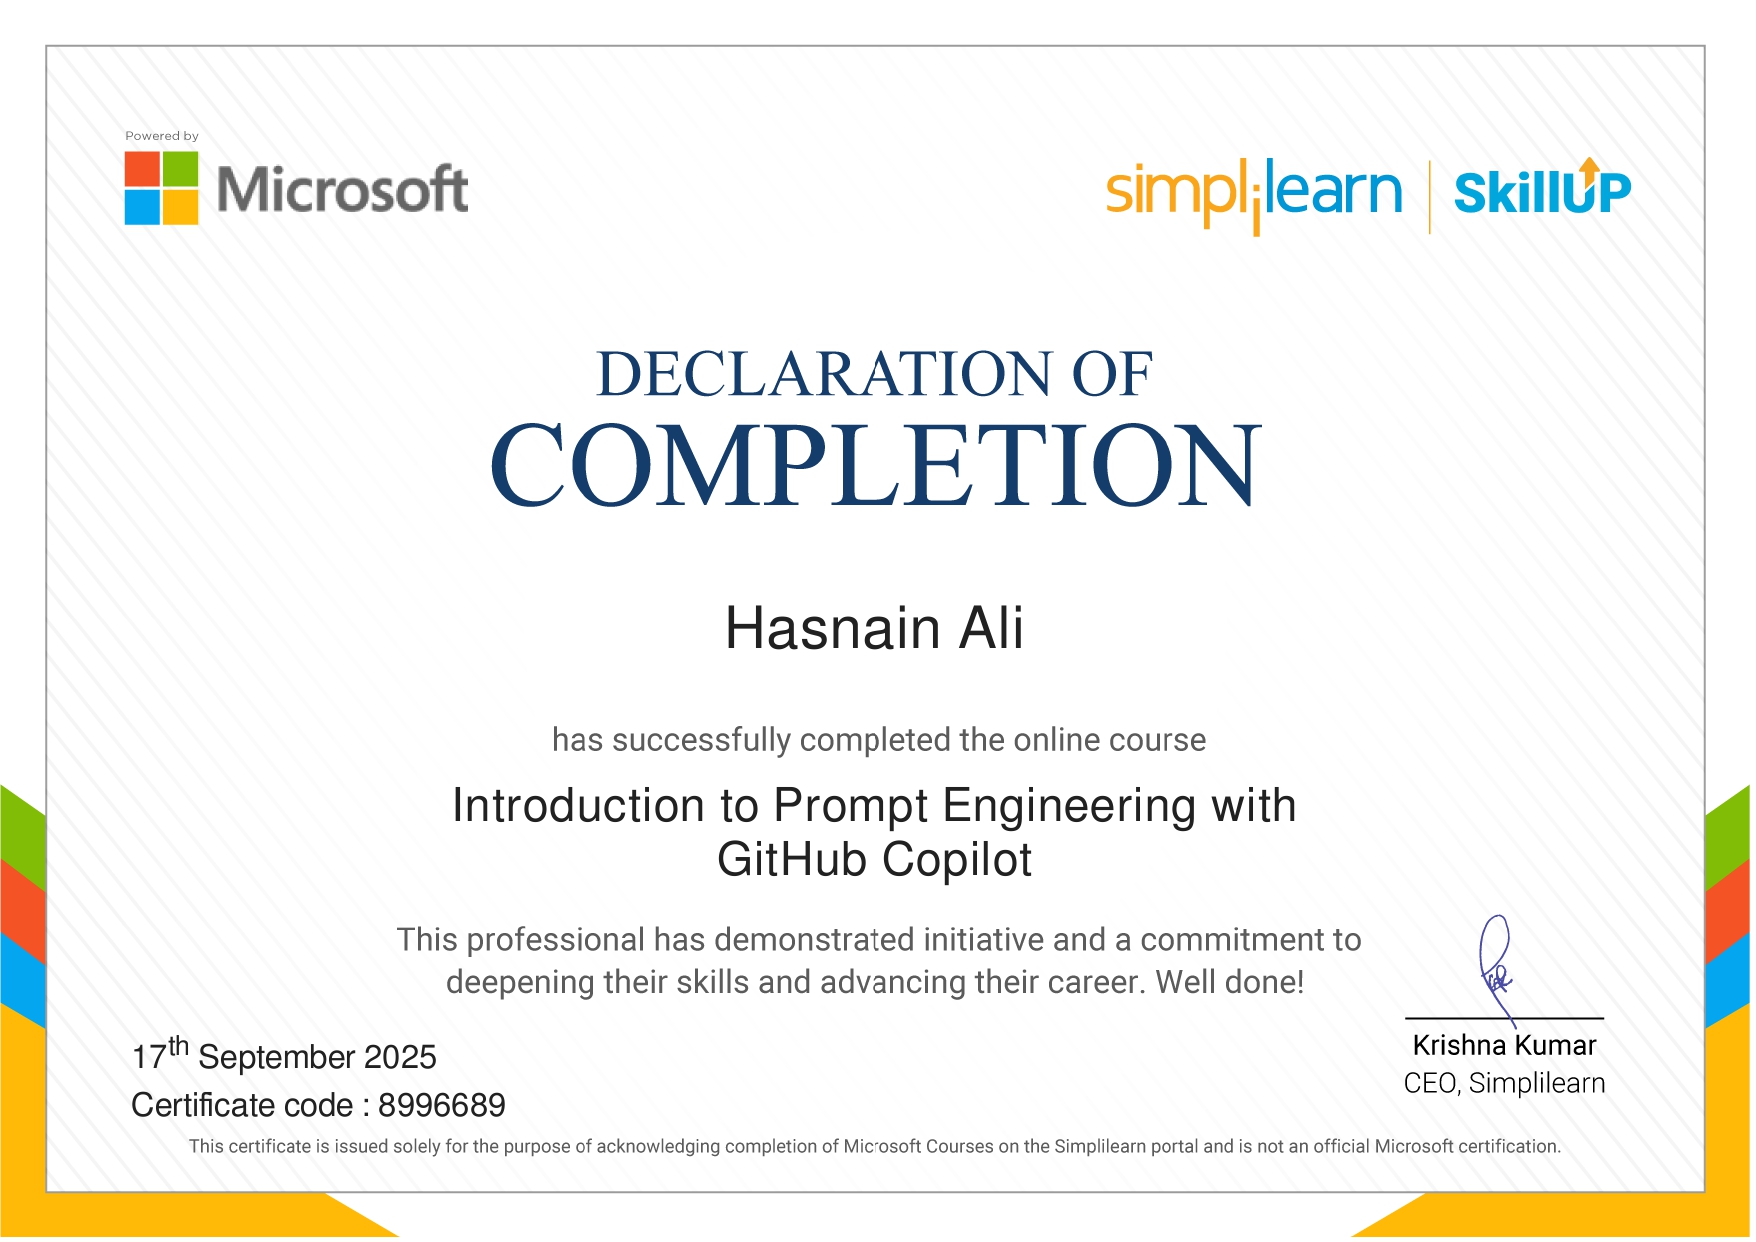 Powered by
Microsoft
simplilearn | SkillUP
DECLARATION OF
COMPLETION
Hasnain Ali
has successfully completed the online course
Introduction to Prompt Engineering with
GitHub Copilot
This professional has demonstrated initiative and a commitment to
deepening their skills and advancing their career. Well done!
17th September 2025
Certificate code : 8996689
Krishna Kumar
CEO, Simplilearn
This certificate is issued solely for the purpose of acknowledging completion of Microsoft Courses on the Simplilearn portal and is not an official Microsoft certification.